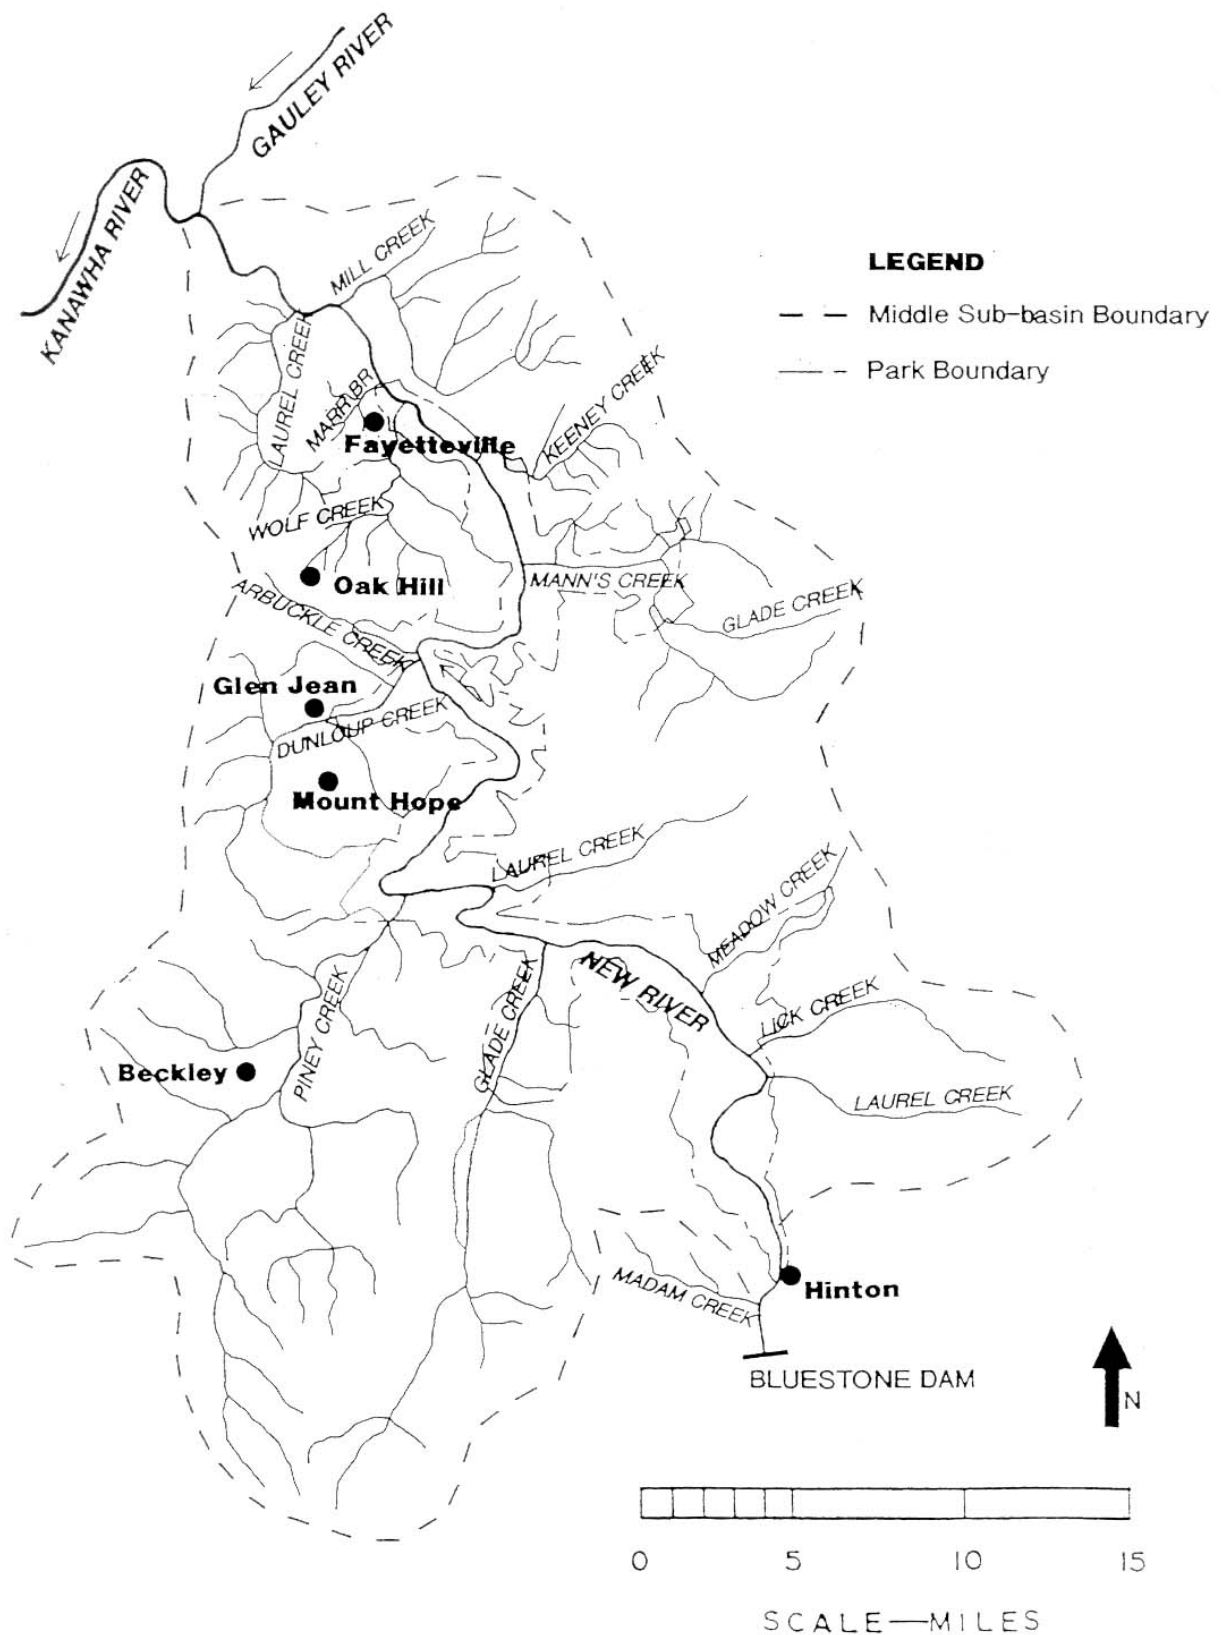 GAULEY RIVER
KANAWHA RIVER
MILL CREEK
LEGEND
Middle Sub-basin Boundary
Park Boundary
LAUREL CREEK
MARR BR.
KEENEY CREEK
Fayetteville
WOLF CREEK
Oak Hill
MANN'S CREEK
ARBUCKLE CREEK
GLADE CREEK
Glen Jean
DUNLOUP CREEK
Mount Hope
LAUREL CREEK
MEADOW CREEK
NEW RIVER
PINEY CREEK
GLADE CREEK
LICK CREEK
Beckley
LAUREL CREEK
MADAM CREEK
Hinton
BLUESTONE DAM
N
0 5 10 15
SCALE—MILES